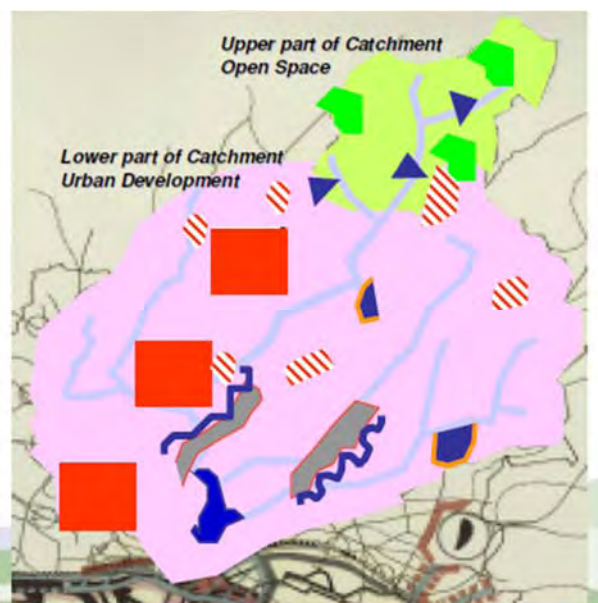 Upper part of Catchment
Open Space
Lower part of Catchment
Urban Development